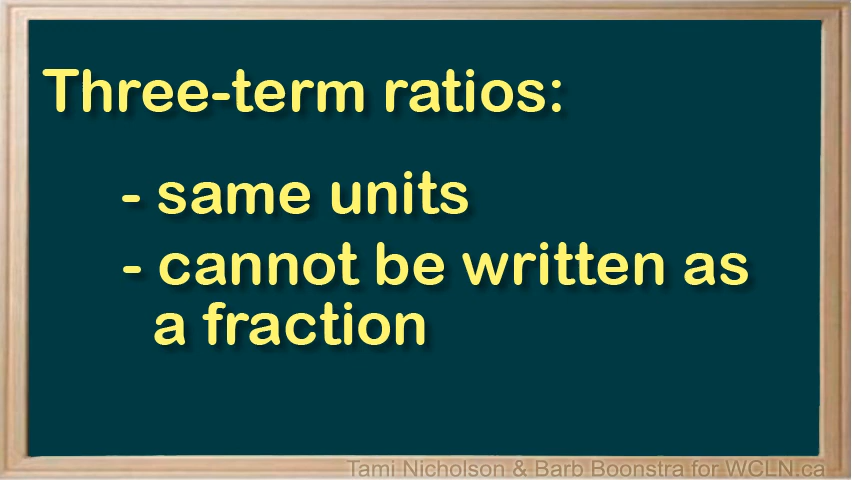 Three-term ratios:
- same units
- cannot be written as
a fraction
Tami Nicholson & Barb Boonstra for WCLN.ca